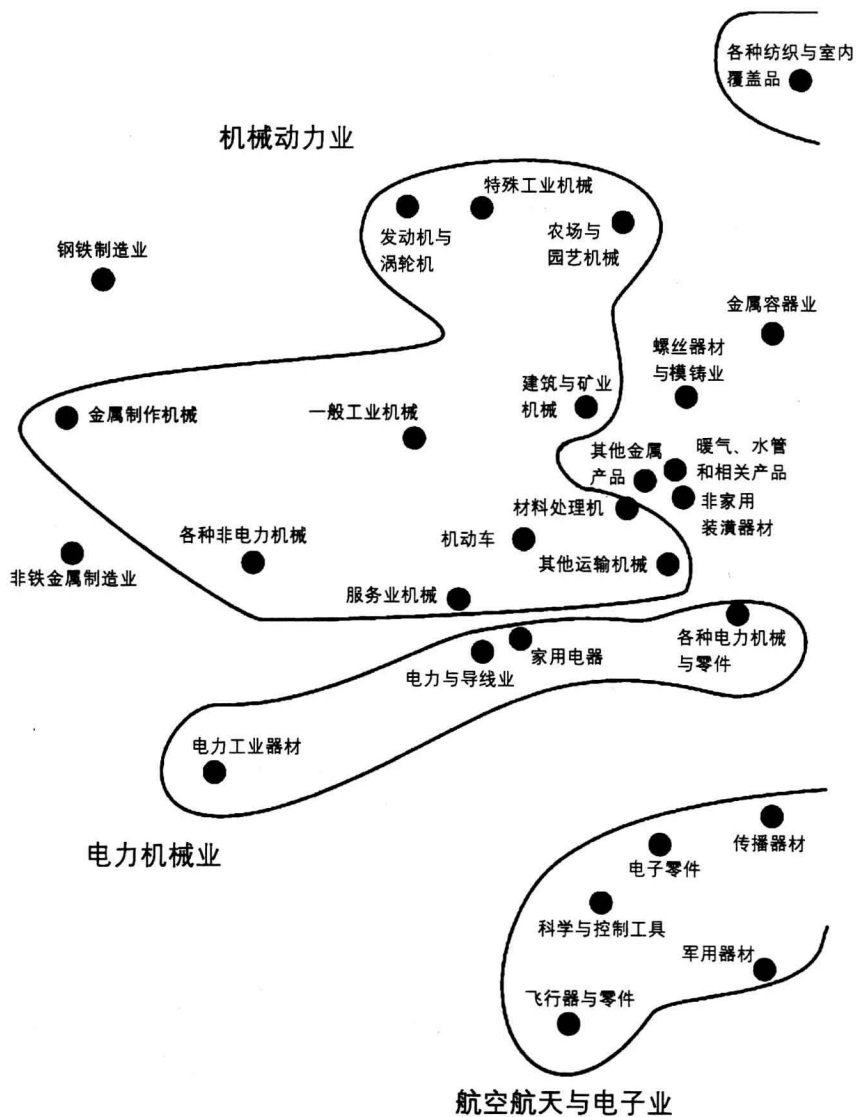 各种纺织与室内
覆盖品
机械动力业
特殊工业机械
发动机与
涡轮机
农场与
园艺机械
钢铁制造业
金属容器业
螺丝器材
与模铸业
建筑与矿业
机械
金属制作机械
一般工业机械
其他金属
产品
暖气、水管
和相关产品
材料处理机
非家用
装潢器材
各种非电力机械
机动车
其他运输机械
非铁金属制造业
服务业机械
家用电器
各种电力机械
与零件
电力与导线业
电力工业器材
电力机械业
传播器材
电子零件
科学与控制工具
军用器材
飞行器与零件
航空航天与电子业